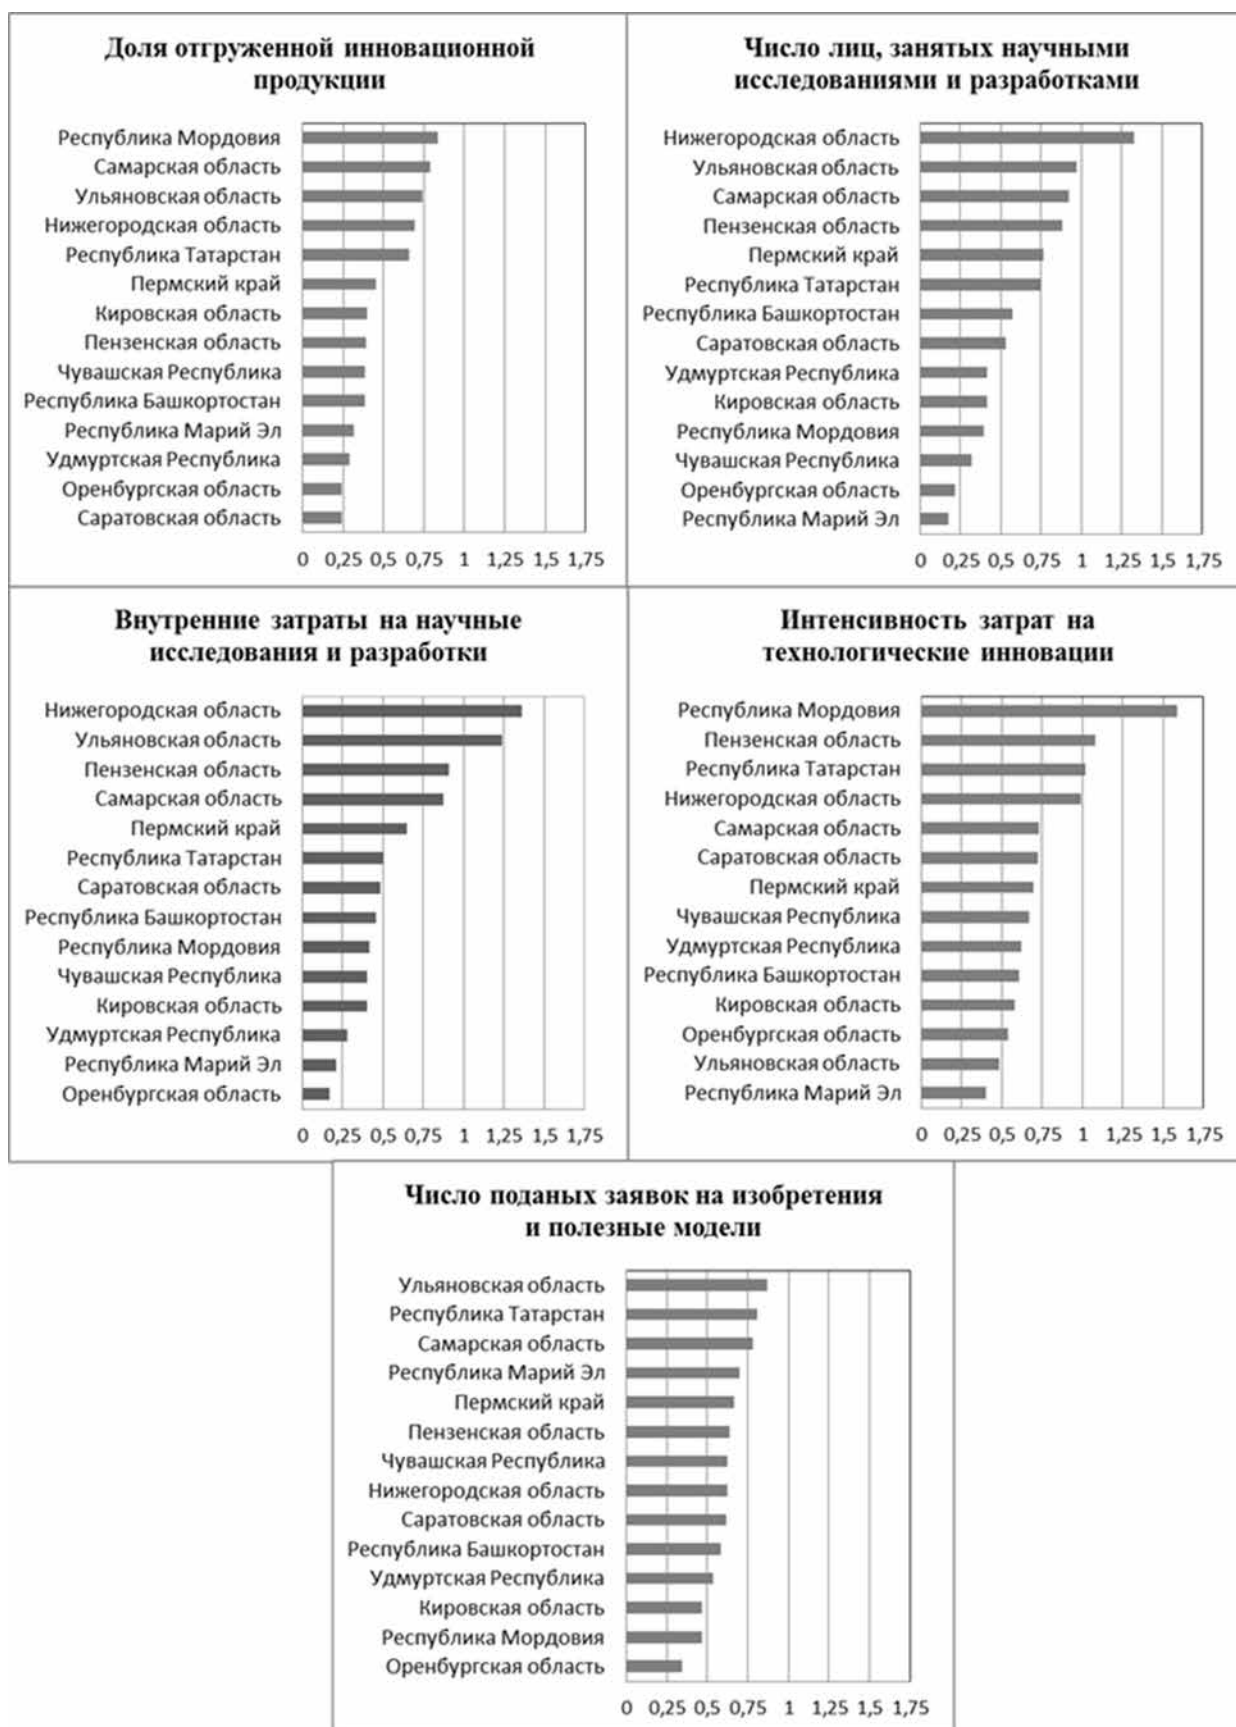 Доля отгруженной инновационной
продукции
Республика Мордовия
Самарская область
Ульяновская область
Нижегородская область
Республика Татарстан
Пермский край
Кировская область
Пензенская область
Чувашская Республика
Республика Башкортостан
Республика Марий Эл
Удмуртская Республика
Оренбургская область
Саратовская область
0 0,25 0,5 0,75 1 1,25 1,5 1,75
Число лиц, занятых научными
исследованиями и разработками
Нижегородская область
Ульяновская область
Самарская область
Пензенская область
Пермский край
Республика Татарстан
Республика Башкортостан
Саратовская область
Удмуртская Республика
Кировская область
Республика Мордовия
Чувашская Республика
Оренбургская область
Республика Марий Эл
0 0,25 0,5 0,75 1 1,25 1,5 1,75
Внутренние затраты на научные
исследования и разработки
Нижегородская область
Ульяновская область
Пензенская область
Самарская область
Пермский край
Республика Татарстан
Саратовская область
Республика Башкортостан
Республика Мордовия
Чувашская Республика
Кировская область
Удмуртская Республика
Республика Марий Эл
Оренбургская область
0 0,25 0,5 0,75 1 1,25 1,5 1,75
Интенсивность затрат на
технологические инновации
Республика Мордовия
Пензенская область
Республика Татарстан
Нижегородская область
Самарская область
Саратовская область
Пермский край
Чувашская Республика
Удмуртская Республика
Республика Башкортостан
Кировская область
Оренбургская область
Ульяновская область
Республика Марий Эл
0 0,25 0,5 0,75 1 1,25 1,5 1,75
Число поданых заявок на изобретения
и полезные модели
Ульяновская область
Республика Татарстан
Самарская область
Республика Марий Эл
Пермский край
Пензенская область
Чувашская Республика
Нижегородская область
Саратовская область
Республика Башкортостан
Удмуртская Республика
Кировская область
Республика Мордовия
Оренбургская область
0 0,25 0,5 0,75 1 1,25 1,5 1,75